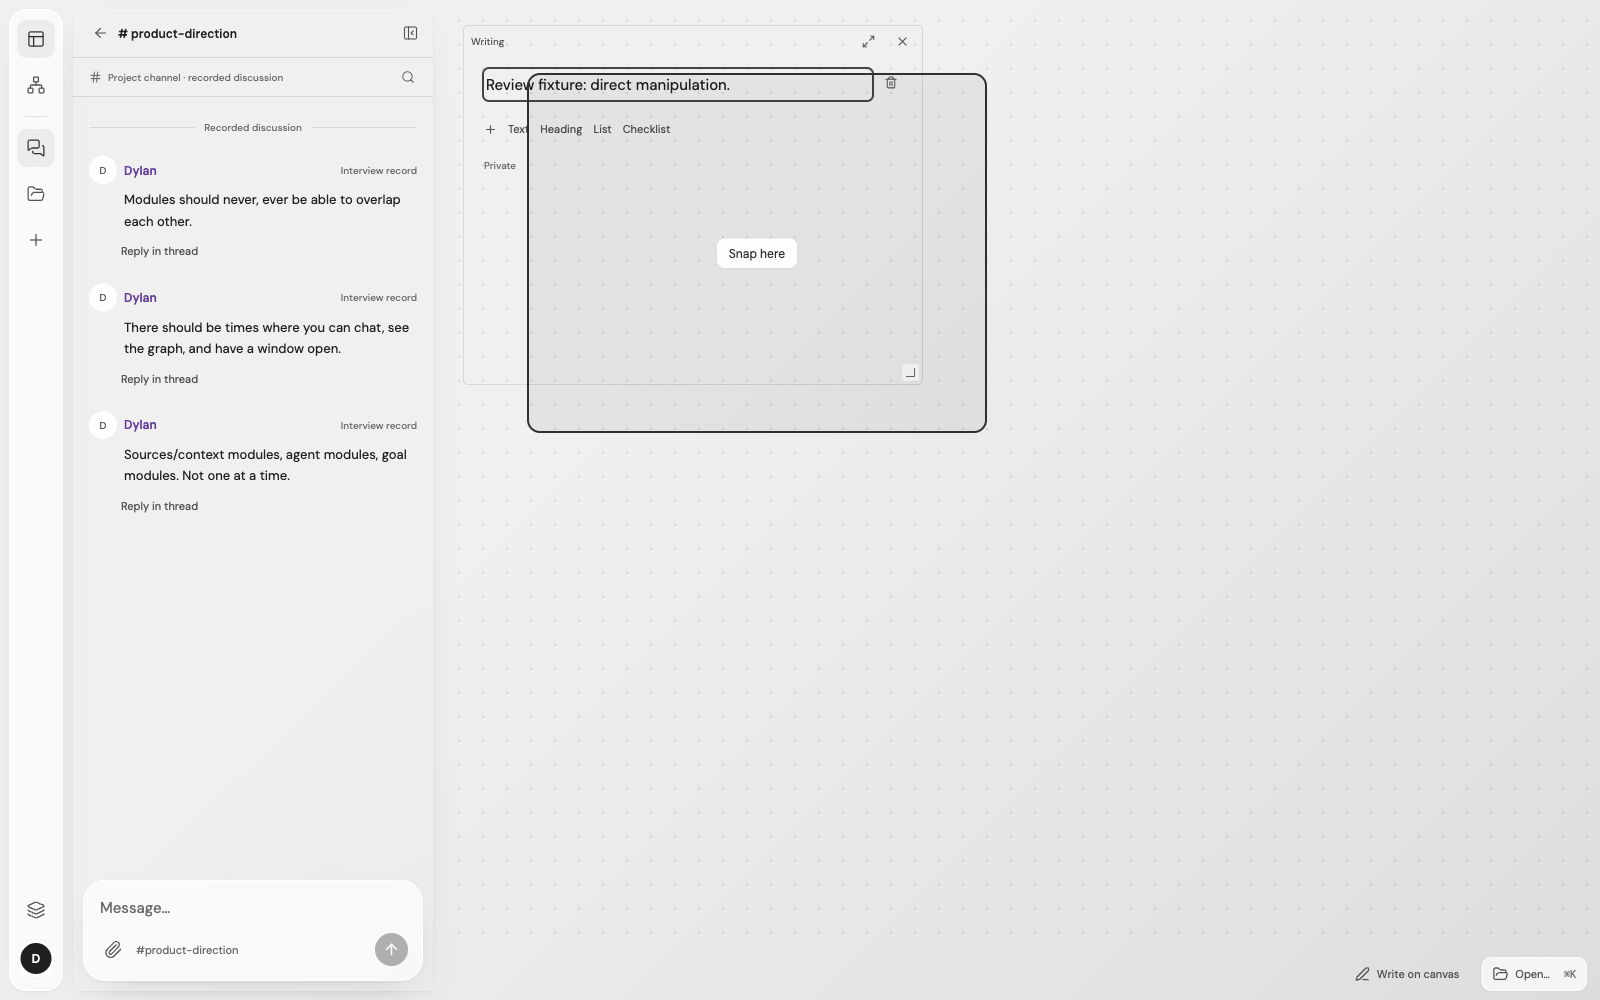 # product-direction
Project channel · recorded discussion
Recorded discussion
D
Dylan
Interview record
Modules should never, ever be able to overlap
each other.
Reply in thread
D
Dylan
Interview record
There should be times where you can chat, see
the graph, and have a window open.
Reply in thread
D
Dylan
Interview record
Sources/context modules, agent modules, goal
modules. Not one at a time.
Reply in thread
Message...
#product-direction
D
Writing
Review fixture: direct manipulation.
Text Heading List Checklist
Private
Snap here
Write on canvas
Open... ⌘K